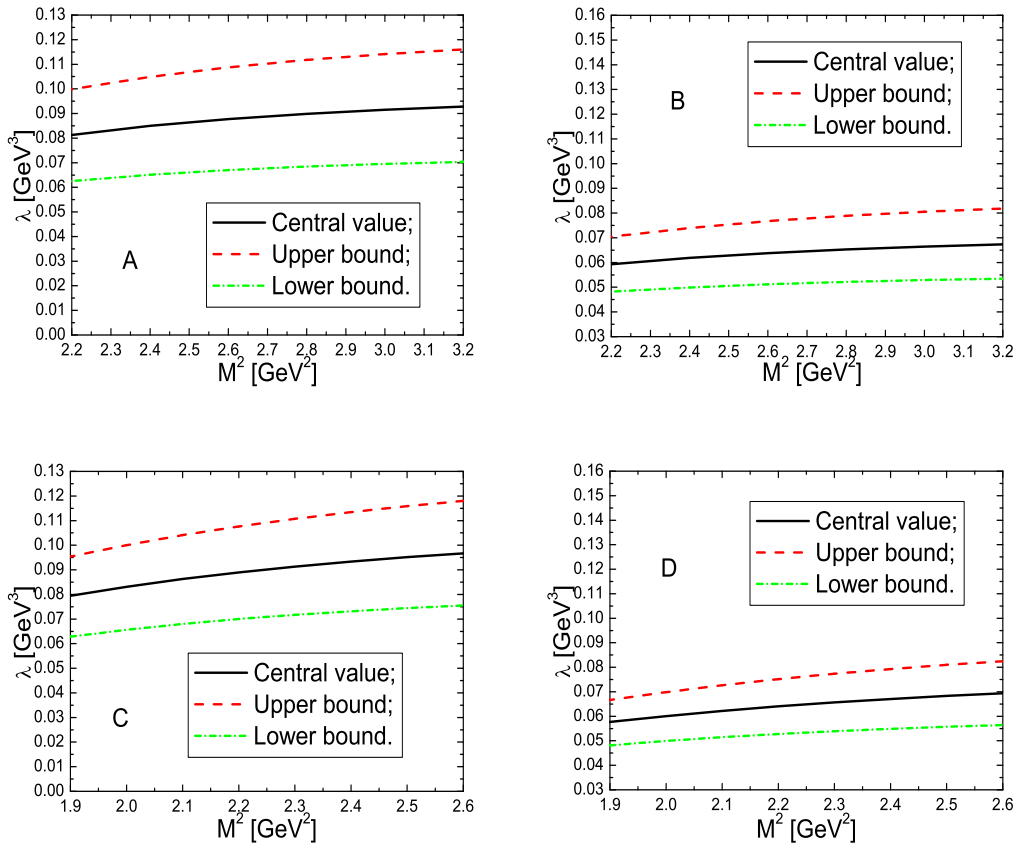 0.13
0.12
0.11
0.10
0.09
0.08
0.07
0.06
0.05
0.04
0.03
0.02
0.01
0.00
λ [GeV³]
A
Central value;
Upper bound;
Lower bound.
2.2 2.3 2.4 2.5 2.6 2.7 2.8 2.9 3.0 3.1 3.2
M² [GeV²]
0.16
0.15
0.14
0.13
0.12
0.11
0.10
0.09
0.08
0.07
0.06
0.05
0.04
0.03
λ [GeV³]
B
Central value;
Upper bound;
Lower bound.
2.2 2.3 2.4 2.5 2.6 2.7 2.8 2.9 3.0 3.1 3.2
M² [GeV²]
0.13
0.12
0.11
0.10
0.09
0.08
0.07
0.06
0.05
0.04
0.03
0.02
0.01
0.00
λ [GeV³]
C
Central value;
Upper bound;
Lower bound.
1.9 2.0 2.1 2.2 2.3 2.4 2.5 2.6
M² [GeV²]
0.16
0.15
0.14
0.13
0.12
0.11
0.10
0.09
0.08
0.07
0.06
0.05
0.04
0.03
λ [GeV³]
D
Central value;
Upper bound;
Lower bound.
1.9 2.0 2.1 2.2 2.3 2.4 2.5 2.6
M² [GeV²]